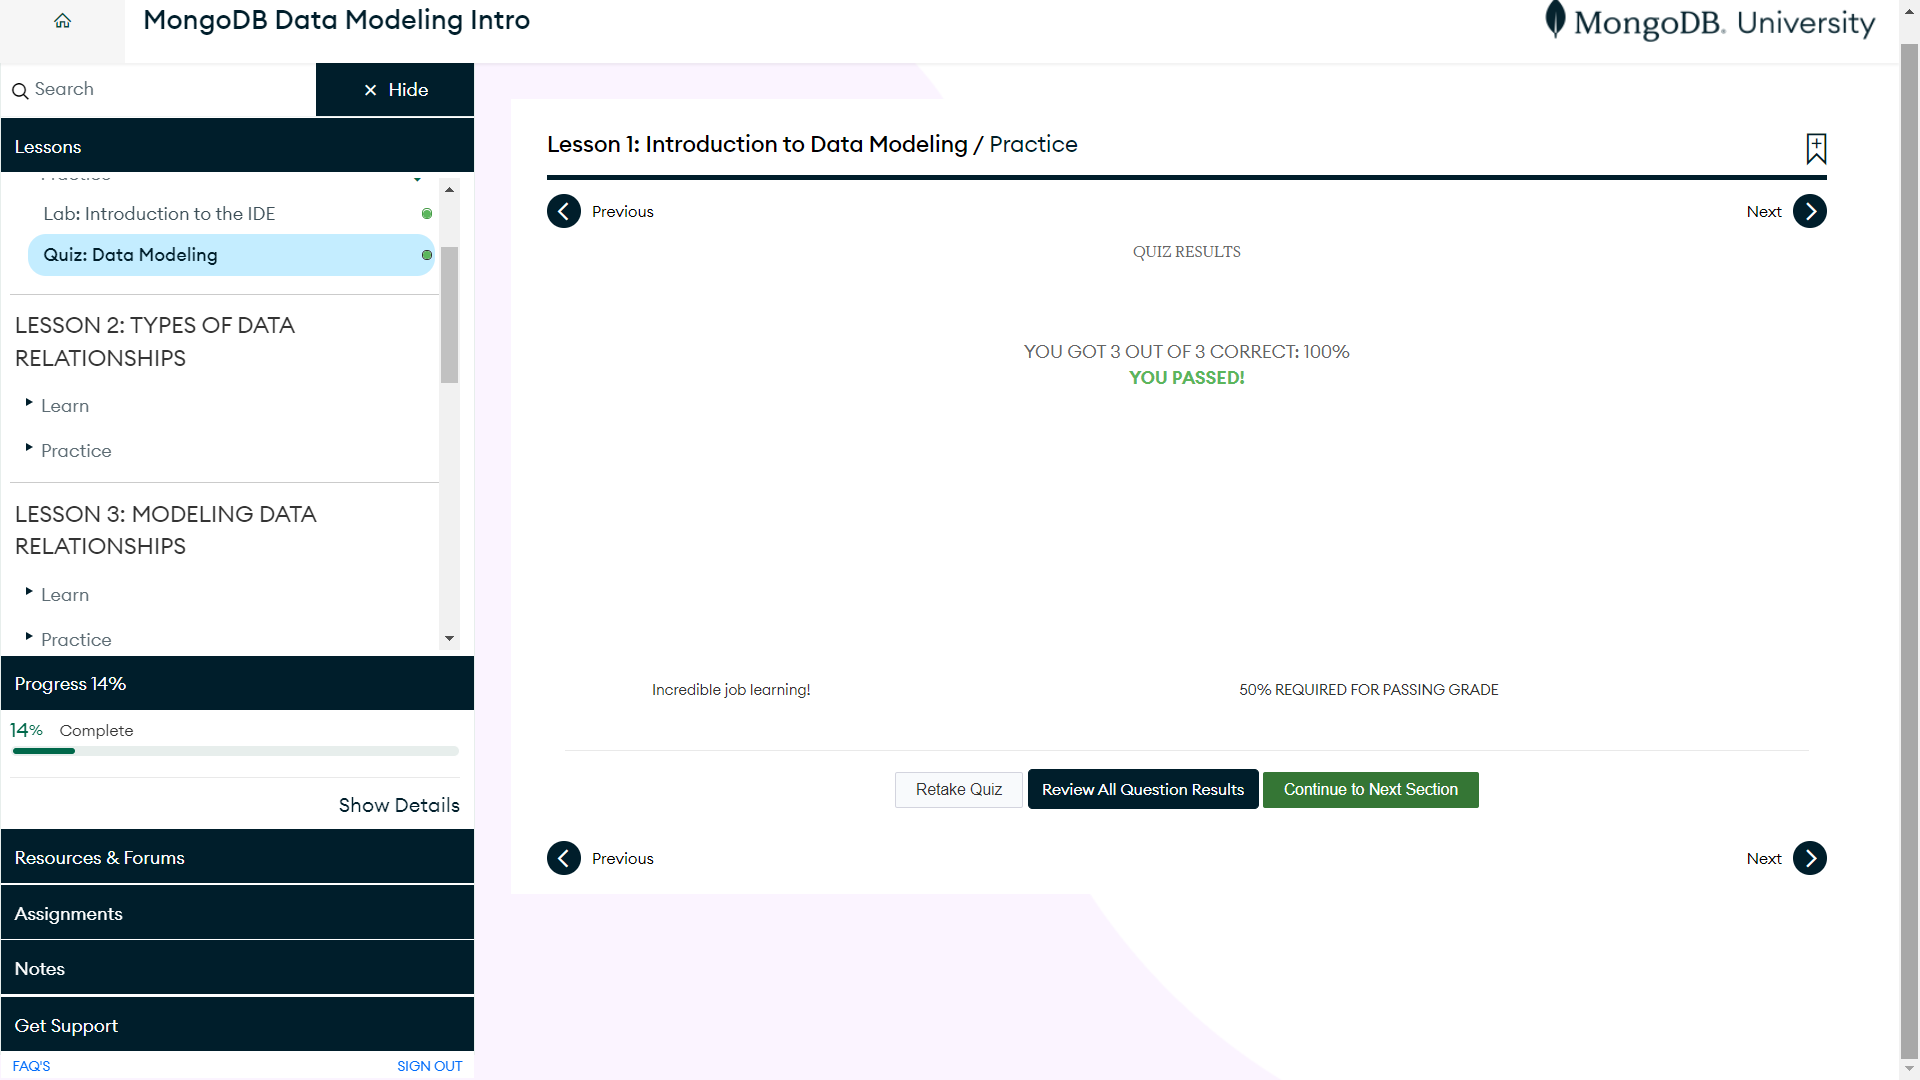 MongoDB Data Modeling Intro
MongoDB. University
Search
× Hide
Lessons
Practice
Lab: Introduction to the IDE
Quiz: Data Modeling
LESSON 2: TYPES OF DATA
RELATIONSHIPS
Learn
Practice
LESSON 3: MODELING DATA
RELATIONSHIPS
Learn
Practice
Progress 14%
14% Complete
Show Details
Resources & Forums
Assignments
Notes
Get Support
FAQ'S
SIGN OUT
Lesson 1: Introduction to Data Modeling / Practice
Previous
Next
QUIZ RESULTS
YOU GOT 3 OUT OF 3 CORRECT: 100%
YOU PASSED!
Incredible job learning!
50% REQUIRED FOR PASSING GRADE
Retake Quiz
Review All Question Results
Continue to Next Section
Previous
Next